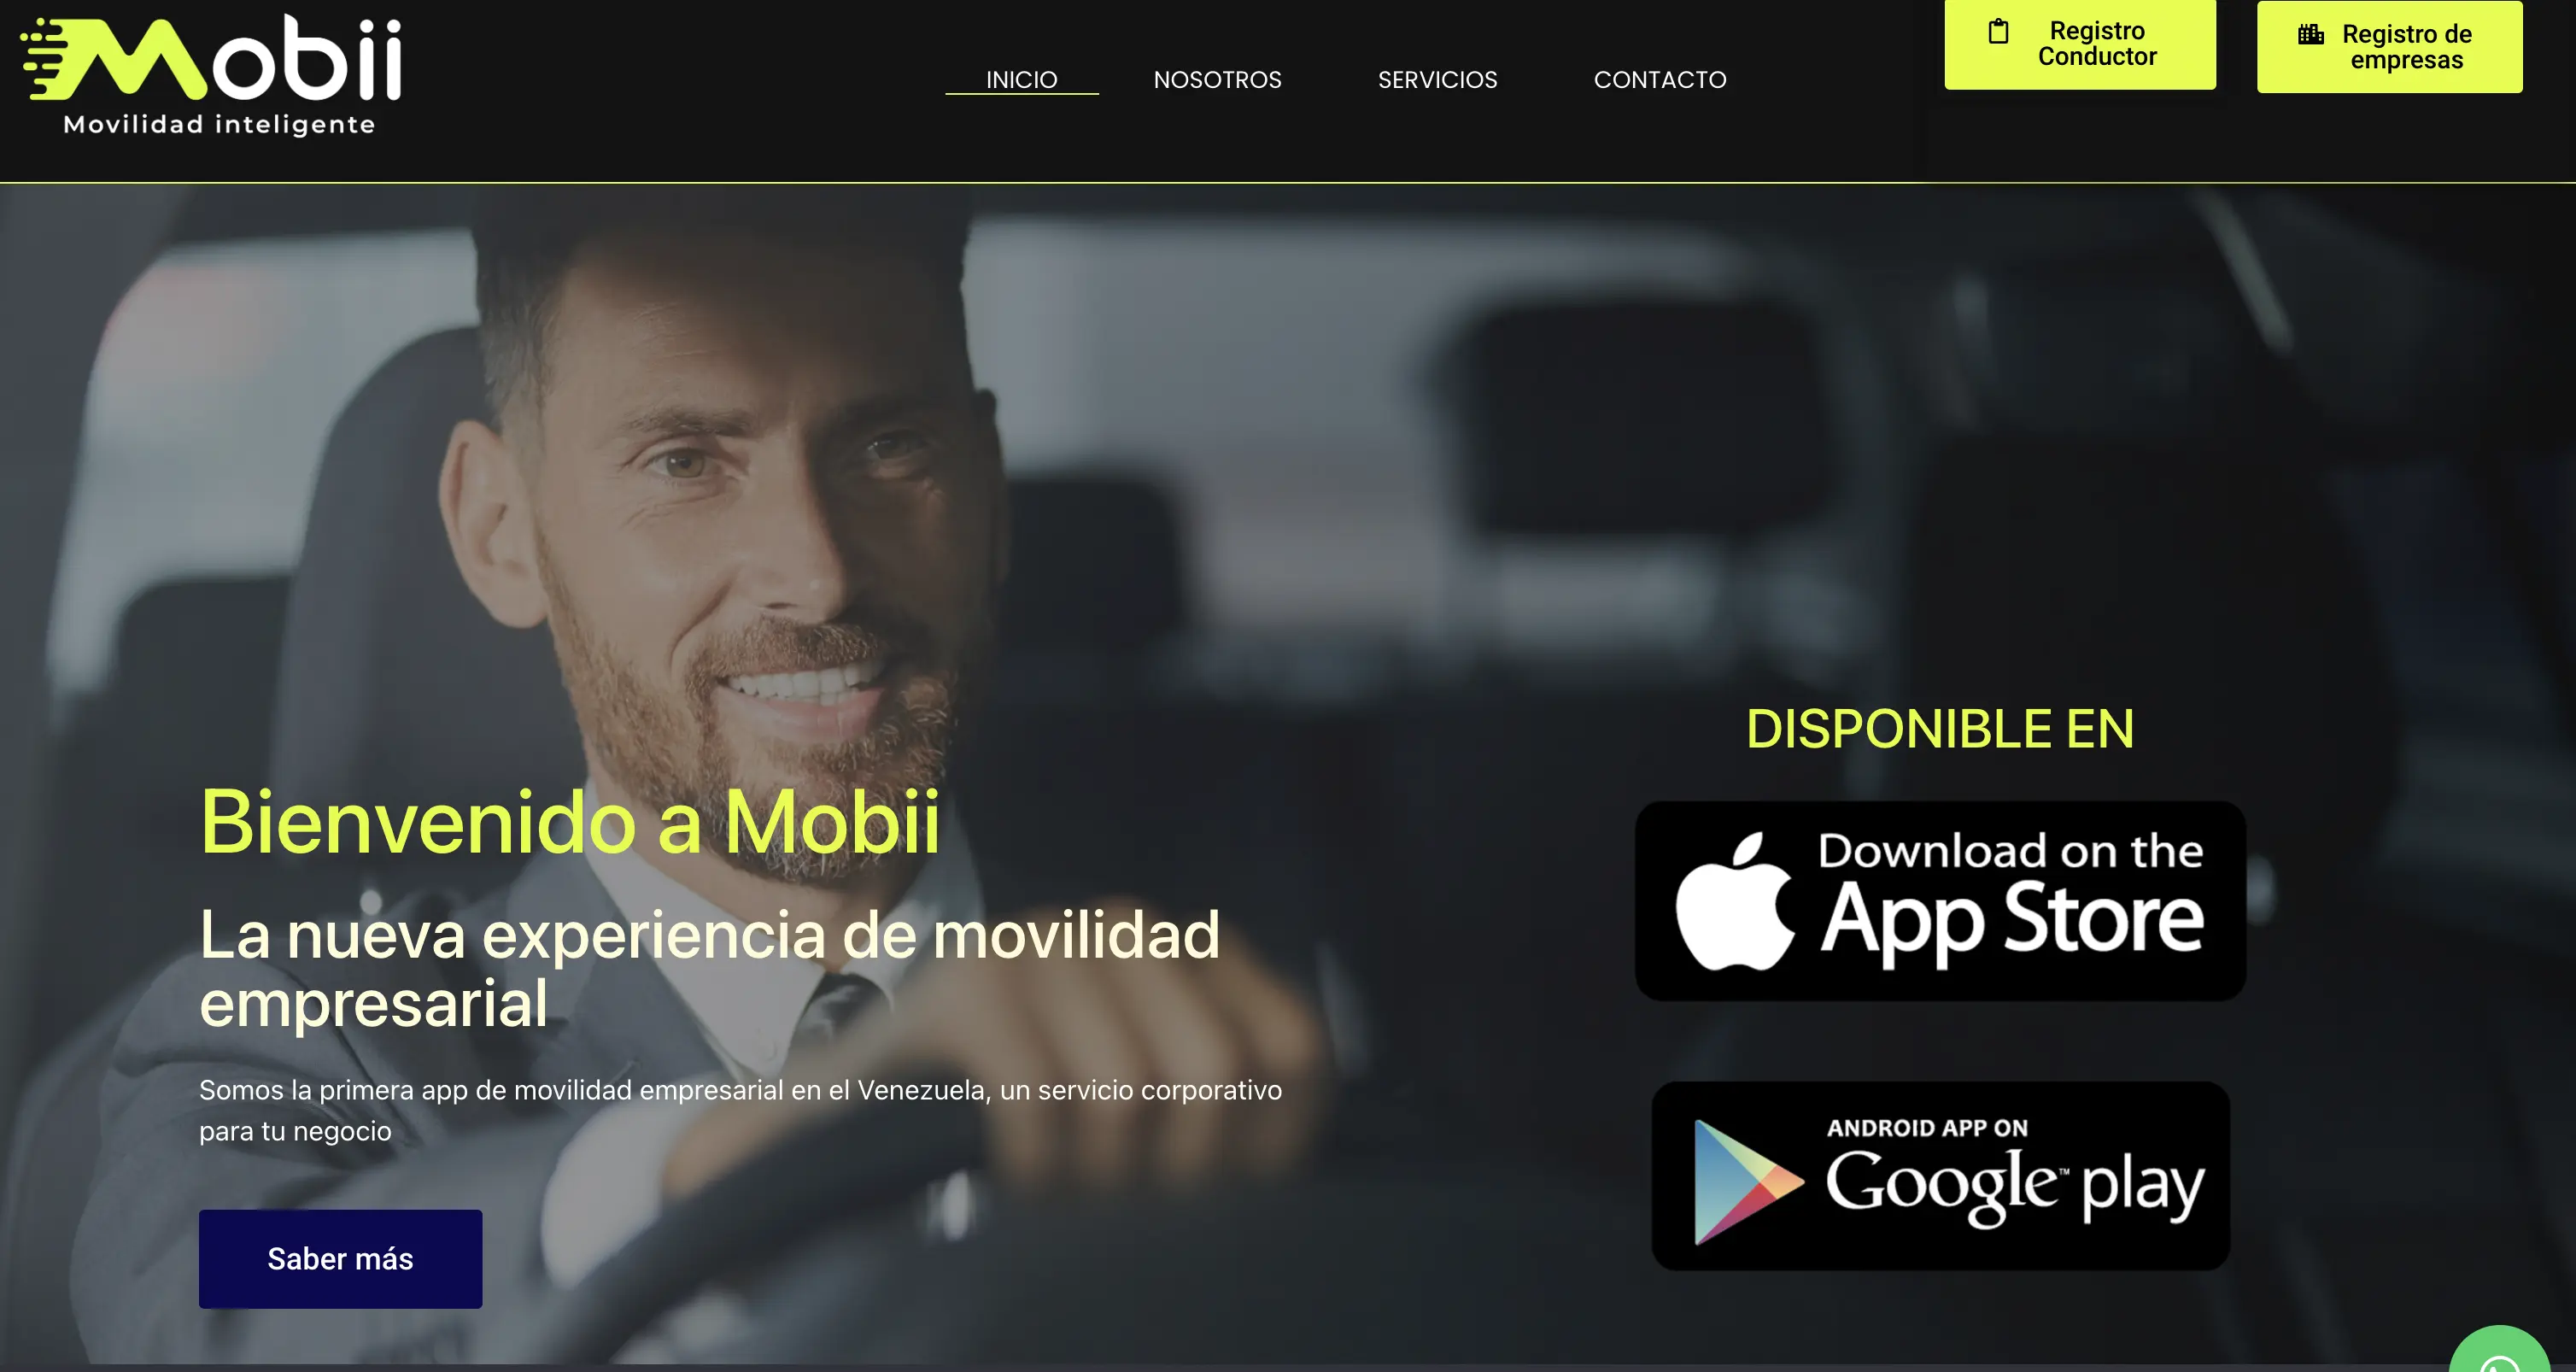 Mobii
Movilidad inteligente
INICIO
NOSOTROS
SERVICIOS
CONTACTO
Registro
Conductor
Registro de
empresas
Bienvenido a Mobii
La nueva experiencia de movilidad
empresarial
Somos la primera app de movilidad empresarial en el Venezuela, un servicio corporativo
para tu negocio
Saber más
DISPONIBLE EN
Download on the
App Store
ANDROID APP ON
Google™ play